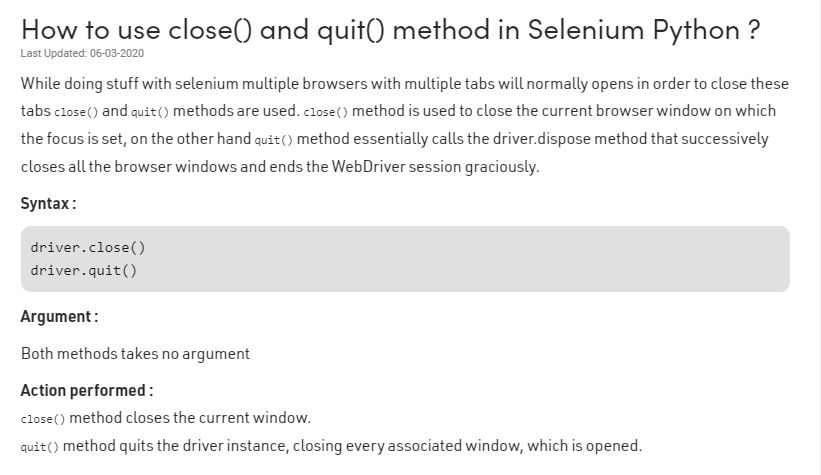 How to use close() and quit() method in Selenium Python ?
Last Updated: 06-03-2020
While doing stuff with selenium multiple browsers with multiple tabs will normally opens in order to close these
tabs close() and quit() methods are used. close() method is used to close the current browser window on which
the focus is set, on the other hand quit() method essentially calls the driver.dispose method that successively
closes all the browser windows and ends the WebDriver session graciously.
Syntax :
driver.close()
driver.quit()
Argument :
Both methods takes no argument
Action performed :
close() method closes the current window.
quit() method quits the driver instance, closing every associated window, which is opened.